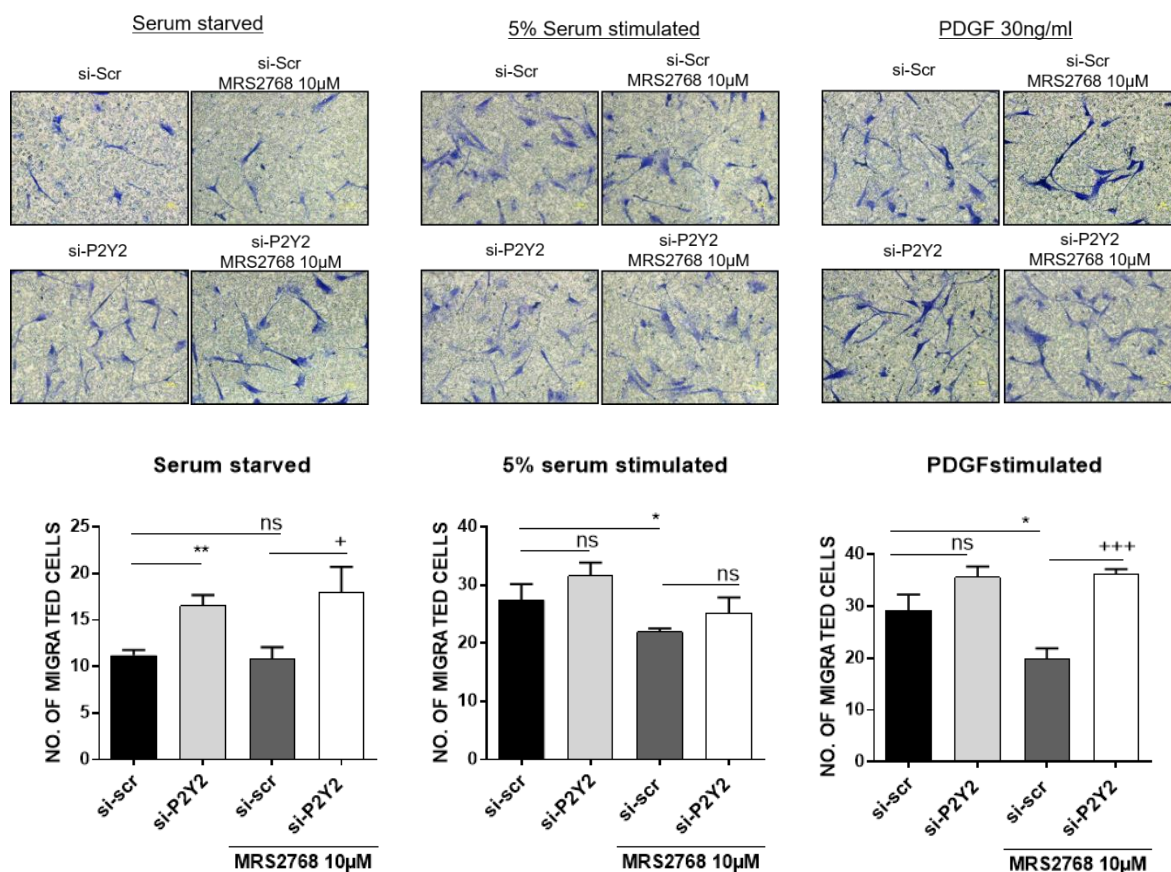 Serum starved
5% Serum stimulated
PDGF 30ng/ml
si-Scr
si-Scr
MRS2768 10µM
si-Scr
si-Scr
MRS2768 10µM
si-Scr
si-Scr
MRS2768 10µM
si-P2Y2
si-P2Y2
MRS2768 10µM
si-P2Y2
si-P2Y2
MRS2768 10µM
si-P2Y2
si-P2Y2
MRS2768 10µM
Serum starved
NO. OF MIGRATED CELLS
25
20
15
10
5
0
ns
**
+
si-scr
si-P2Y2
si-scr
si-P2Y2
MRS2768 10µM
5% serum stimulated
NO. OF MIGRATED CELLS
40
30
20
10
0
*
ns
ns
si-scr
si-P2Y2
si-scr
si-P2Y2
MRS2768 10µM
PDGFstimulated
NO. OF MIGRATED CELLS
40
30
20
10
0
*
ns
+++
si-scr
si-P2Y2
si-scr
si-P2Y2
MRS2768 10µM